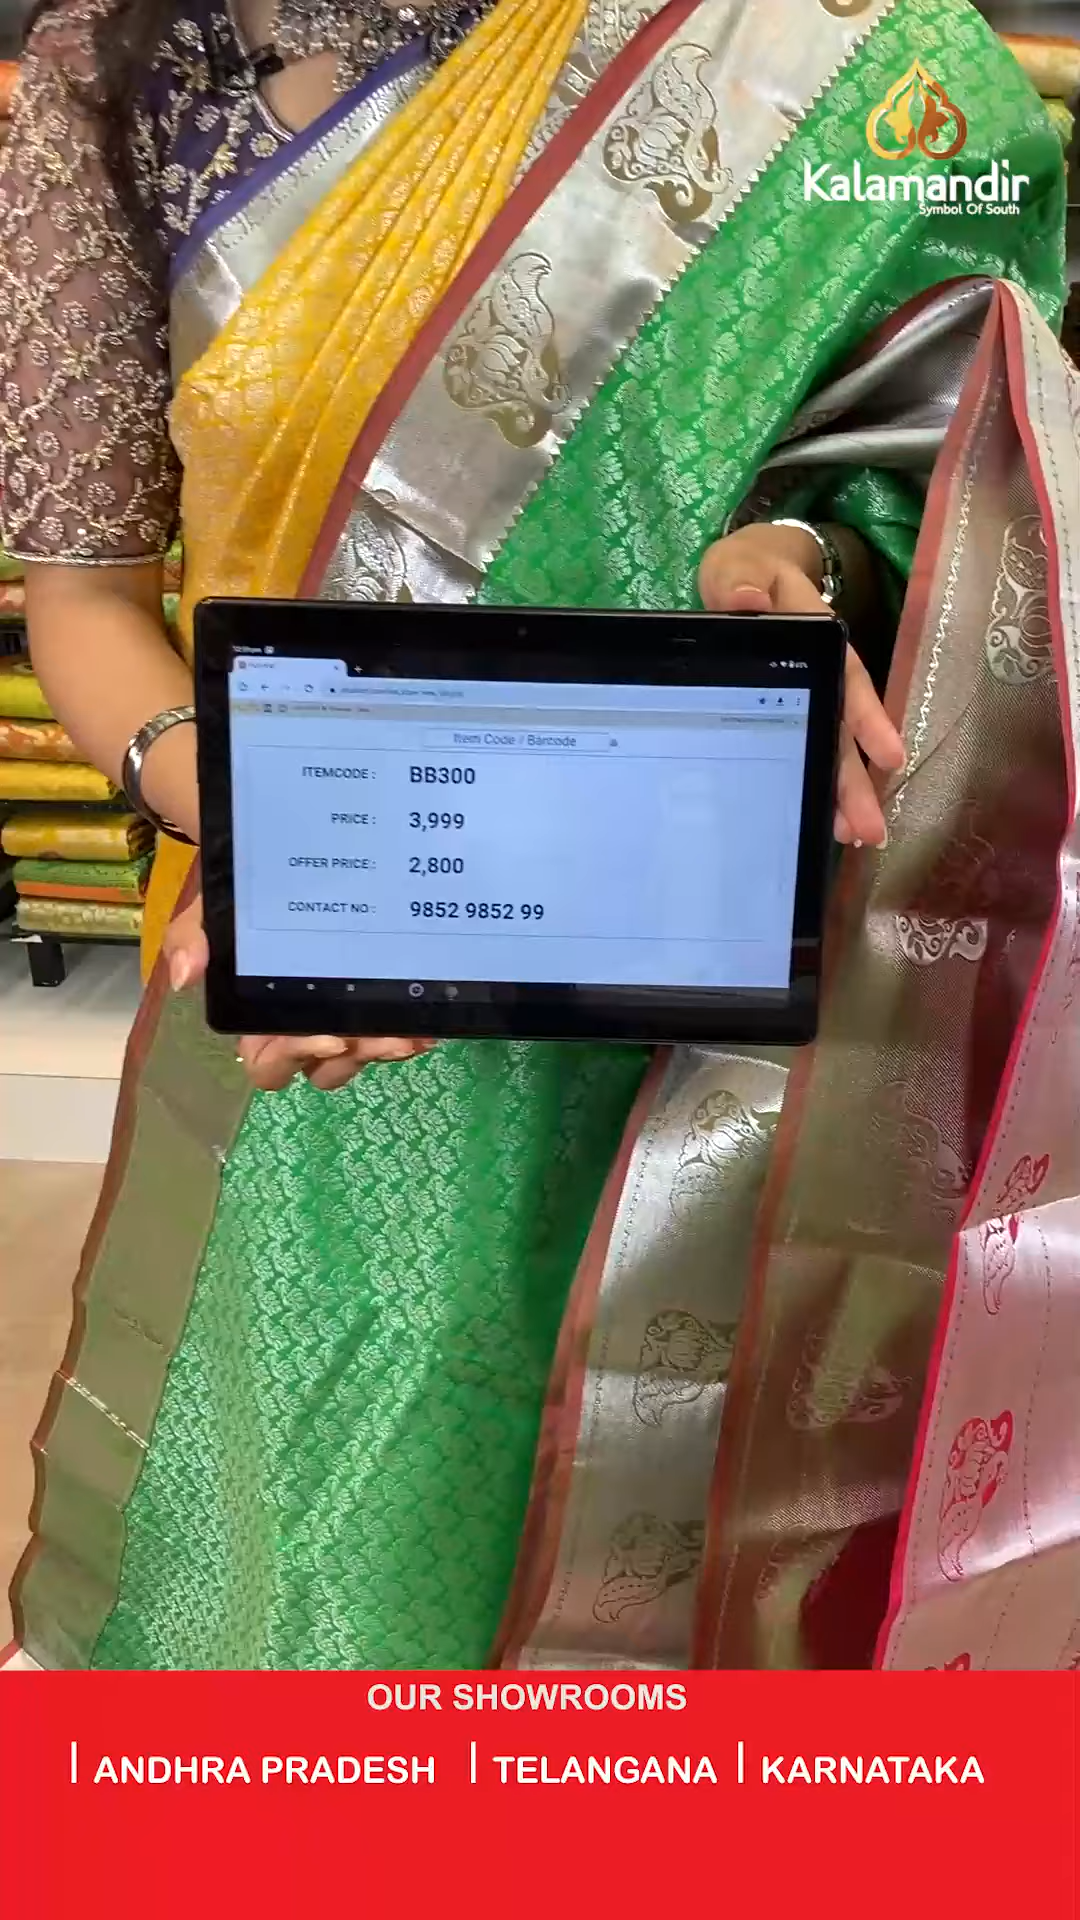 Kalamandir
Symbol Of South
Item Code / Barcode
ITEMCODE : BB300
PRICE : 3,999
OFFER PRICE : 2,800
CONTACT NO : 9852 9852 99
OUR SHOWROOMS
| ANDHRA PRADESH | TELANGANA | KARNATAKA